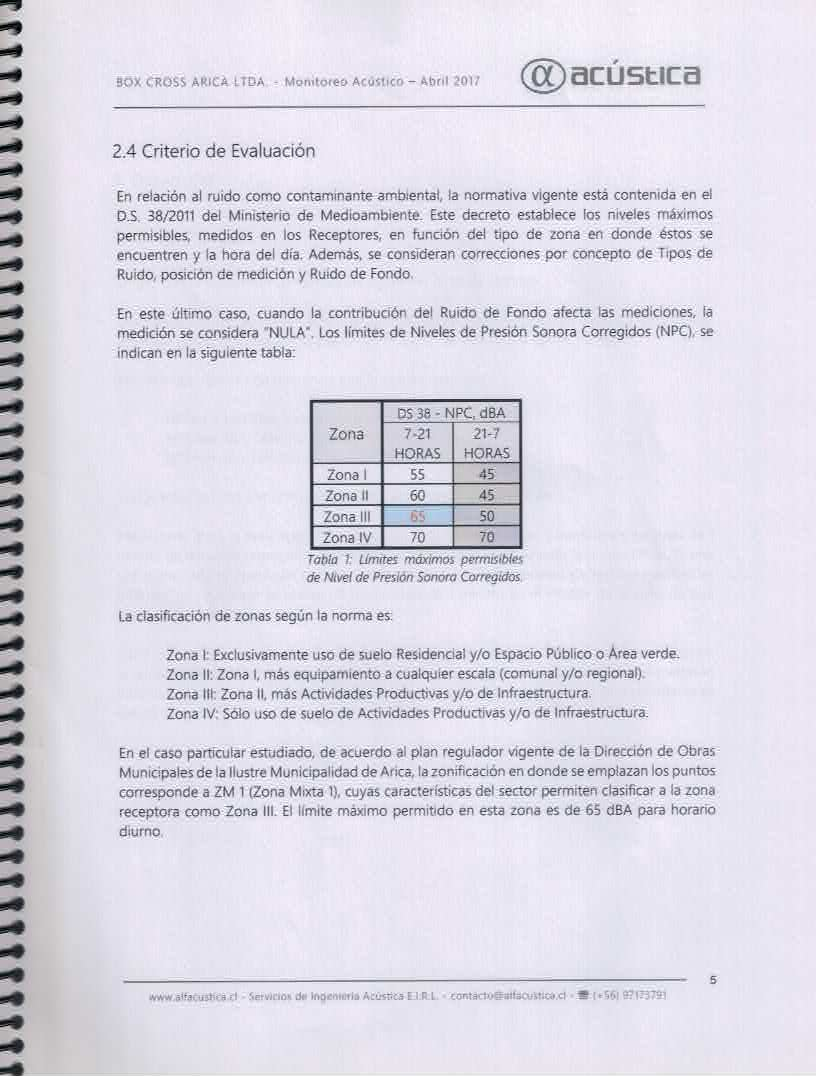 BOX CROSS ARICA LTDA. - Monitoreo Acústico – Abril 2017
α acústica
2.4 Criterio de Evaluación
En relación al ruido como contaminante ambiental, la normativa vigente está contenida en el
D.S. 38/2011 del Ministerio de Medioambiente. Este decreto establece los niveles máximos
permisibles, medidos en los Receptores, en función del tipo de zona en donde éstos se
encuentren y la hora del día. Además, se consideran correcciones por concepto de Tipos de
Ruido, posición de medición y Ruido de Fondo.
En este último caso, cuando la contribución del Ruido de Fondo afecta las mediciones, la
medición se considera "NULA". Los límites de Niveles de Presión Sonora Corregidos (NPC), se
indican en la siguiente tabla:
DS 38 - NPC, dBA
Zona 7-21 21-7
HORAS HORAS
Zona I 55 45
Zona II 60 45
Zona III 65 50
Zona IV 70 70
Tabla 1: Límites máximos permisibles
de Nivel de Presión Sonora Corregidos.
La clasificación de zonas según la norma es:
Zona I: Exclusivamente uso de suelo Residencial y/o Espacio Público o Área verde.
Zona II: Zona I, más equipamiento a cualquier escala (comunal y/o regional).
Zona III: Zona II, más Actividades Productivas y/o de Infraestructura.
Zona IV: Sólo uso de suelo de Actividades Productivas y/o de Infraestructura.
En el caso particular estudiado, de acuerdo al plan regulador vigente de la Dirección de Obras
Municipales de la Ilustre Municipalidad de Arica, la zonificación en donde se emplazan los puntos
corresponde a ZM 1 (Zona Mixta 1), cuyas características del sector permiten clasificar a la zona
receptora como Zona III. El límite máximo permitido en esta zona es de 65 dBA para horario
diurno.
5
www.alfacustica.cl - Servicios de Ingeniería Acústica E.I.R.L. - contacto@alfacustica.cl - ☎ (+56) 97173791